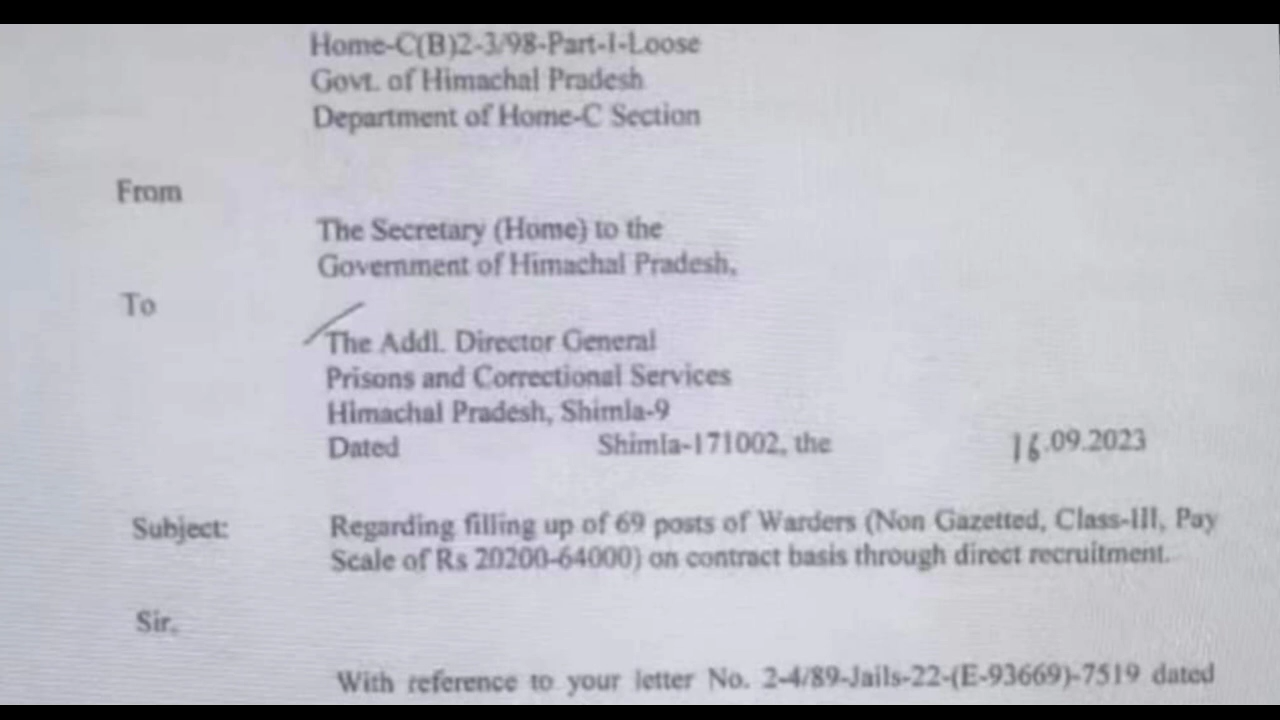 Home-C(B)2-3/98-Part-I-Loose
Govt. of Himachal Pradesh
Department of Home-C Section
From
The Secretary (Home) to the
Government of Himachal Pradesh,
To
The Addl. Director General
Prisons and Correctional Services
Himachal Pradesh, Shimla-9
Dated Shimla-171002, the 16.09.2023
Subject: Regarding filling up of 69 posts of Warders (Non Gazetted, Class-III, Pay
Scale of Rs 20200-64000) on contract basis through direct recruitment.
Sir,
With reference to your letter No. 2-4/89-Jails-22-(E-93669)-7519 dated